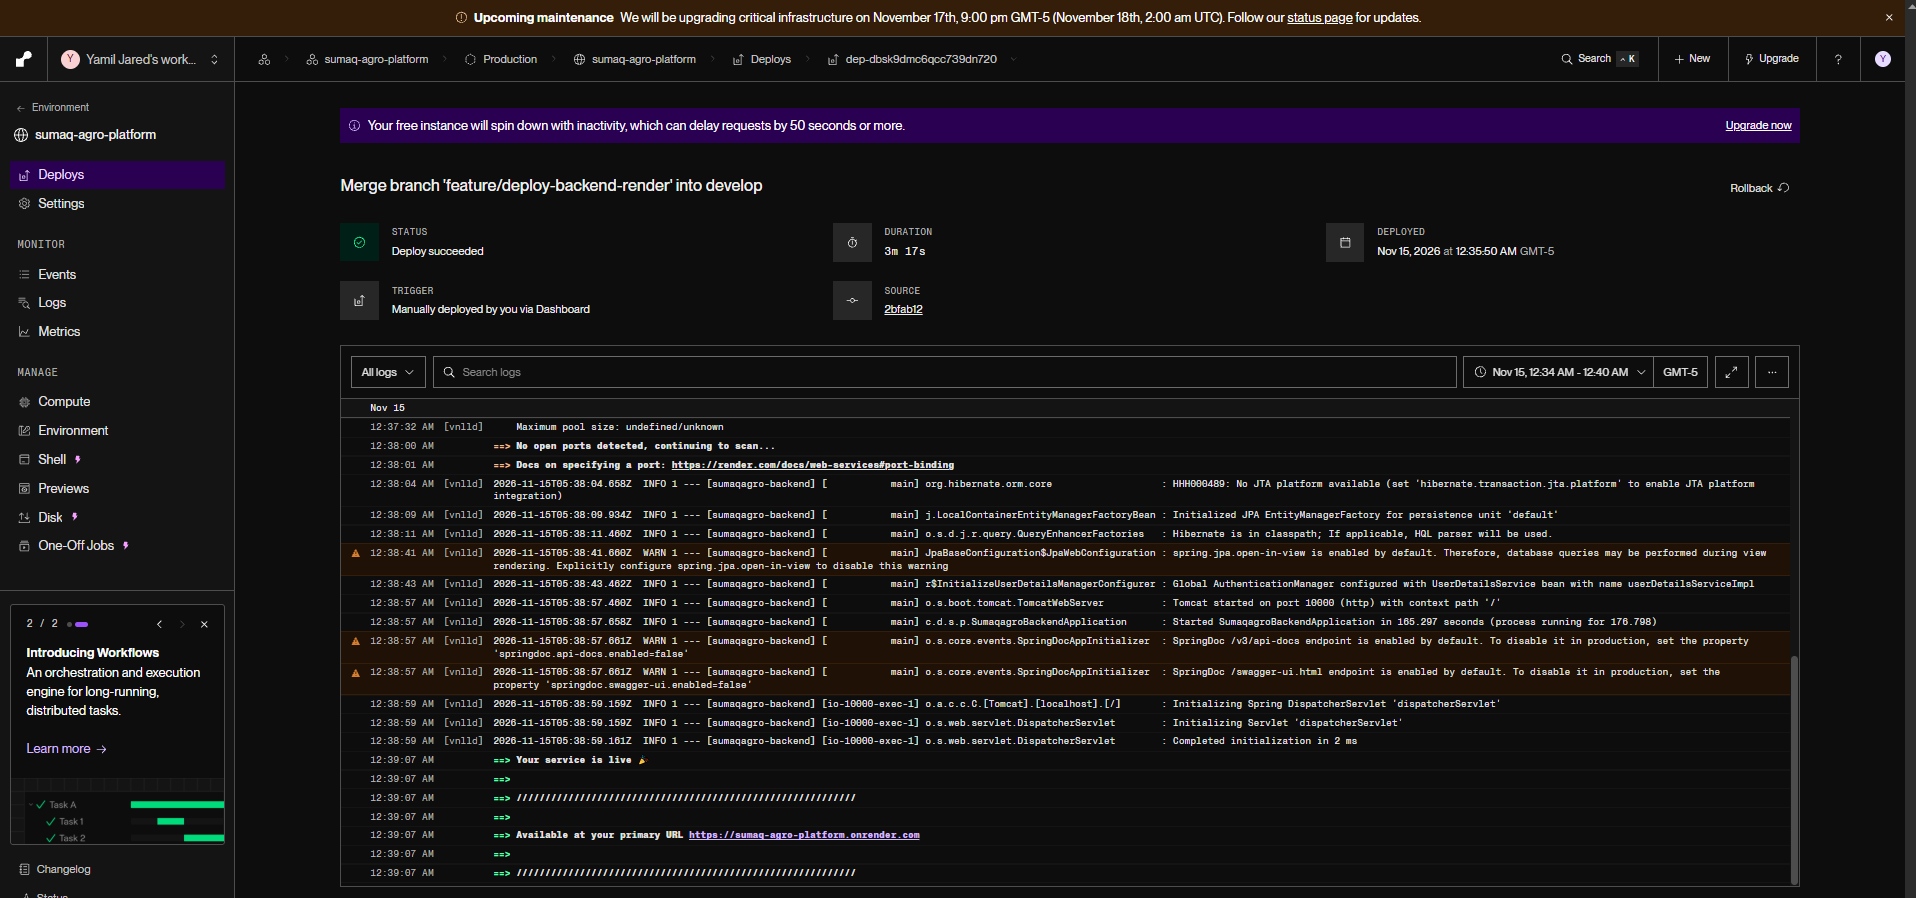 Upcoming maintenance We will be upgrading critical infrastructure on November 17th, 9:00 pm GMT-5 (November 18th, 2:00 am UTC). Follow our status page for updates.
Y Yamil Jared's work...
sumaq-agro-platform
Production
sumaq-agro-platform
Deploys
dep-dbsk9dmc6qcc739dn720
Search
K
+ New
Upgrade
?
Y
← Environment
sumaq-agro-platform
Deploys
Settings
MONITOR
Events
Logs
Metrics
MANAGE
Compute
Environment
Shell
Previews
Disk
One-Off Jobs
2 / 2
Introducing Workflows
An orchestration and execution
engine for long-running,
distributed tasks.
Learn more →
Task A
Task 1
Task 2
Changelog
Status
Your free instance will spin down with inactivity, which can delay requests by 50 seconds or more.
Upgrade now
Merge branch 'feature/deploy-backend-render' into develop
Rollback
STATUS
Deploy succeeded
DURATION
3m 17s
DEPLOYED
Nov 15, 2026 at 12:35:50 AM GMT-5
TRIGGER
Manually deployed by you via Dashboard
SOURCE
2bfab12
All logs
Search logs
Nov 15, 12:34 AM - 12:40 AM
GMT-5
...
Nov 15
12:37:32 AM [vnlld] Maximum pool size: undefined/unknown
12:38:00 AM ==> No open ports detected, continuing to scan...
12:38:01 AM ==> Docs on specifying a port: https://render.com/docs/web-services#port-binding
12:38:04 AM [vnlld] 2026-11-15T05:38:04.658Z INFO 1 --- [sumaqagro-backend] [ main] org.hibernate.orm.core : HHH000489: No JTA platform available (set 'hibernate.transaction.jta.platform' to enable JTA platform
integration)
12:38:09 AM [vnlld] 2026-11-15T05:38:09.934Z INFO 1 --- [sumaqagro-backend] [ main] j.LocalContainerEntityManagerFactoryBean : Initialized JPA EntityManagerFactory for persistence unit 'default'
12:38:11 AM [vnlld] 2026-11-15T05:38:11.460Z INFO 1 --- [sumaqagro-backend] [ main] o.s.d.j.r.query.QueryEnhancerFactories : Hibernate is in classpath; If applicable, HQL parser will be used.
12:38:41 AM [vnlld] 2026-11-15T05:38:41.660Z WARN 1 --- [sumaqagro-backend] [ main] JpaBaseConfiguration$JpaWebConfiguration : spring.jpa.open-in-view is enabled by default. Therefore, database queries may be performed during view
rendering. Explicitly configure spring.jpa.open-in-view to disable this warning
12:38:43 AM [vnlld] 2026-11-15T05:38:43.462Z INFO 1 --- [sumaqagro-backend] [ main] r$InitializeUserDetailsManagerConfigurer : Global AuthenticationManager configured with UserDetailsService bean with name userDetailsServiceImpl
12:38:57 AM [vnlld] 2026-11-15T05:38:57.460Z INFO 1 --- [sumaqagro-backend] [ main] o.s.boot.tomcat.TomcatWebServer : Tomcat started on port 10000 (http) with context path '/'
12:38:57 AM [vnlld] 2026-11-15T05:38:57.658Z INFO 1 --- [sumaqagro-backend] [ main] c.d.s.p.SumaqagroBackendApplication : Started SumaqagroBackendApplication in 165.297 seconds (process running for 176.798)
12:38:57 AM [vnlld] 2026-11-15T05:38:57.661Z WARN 1 --- [sumaqagro-backend] [ main] o.s.core.events.SpringDocAppInitializer : SpringDoc /v3/api-docs endpoint is enabled by default. To disable it in production, set the property
'springdoc.api-docs.enabled=false'
12:38:57 AM [vnlld] 2026-11-15T05:38:57.661Z WARN 1 --- [sumaqagro-backend] [ main] o.s.core.events.SpringDocAppInitializer : SpringDoc /swagger-ui.html endpoint is enabled by default. To disable it in production, set the
property 'springdoc.swagger-ui.enabled=false'
12:38:59 AM [vnlld] 2026-11-15T05:38:59.159Z INFO 1 --- [sumaqagro-backend] [io-10000-exec-1] o.a.c.c.C.[Tomcat].[localhost].[/] : Initializing Spring DispatcherServlet 'dispatcherServlet'
12:38:59 AM [vnlld] 2026-11-15T05:38:59.159Z INFO 1 --- [sumaqagro-backend] [io-10000-exec-1] o.s.web.servlet.DispatcherServlet : Initializing Servlet 'dispatcherServlet'
12:38:59 AM [vnlld] 2026-11-15T05:38:59.161Z INFO 1 --- [sumaqagro-backend] [io-10000-exec-1] o.s.web.servlet.DispatcherServlet : Completed initialization in 2 ms
12:39:07 AM ==> Your service is live 🎉
12:39:07 AM ==>
12:39:07 AM ==> ///////////////////////////////////////////////////////////
12:39:07 AM ==>
12:39:07 AM ==> Available at your primary URL https://sumaq-agro-platform.onrender.com
12:39:07 AM ==>
12:39:07 AM ==> ///////////////////////////////////////////////////////////